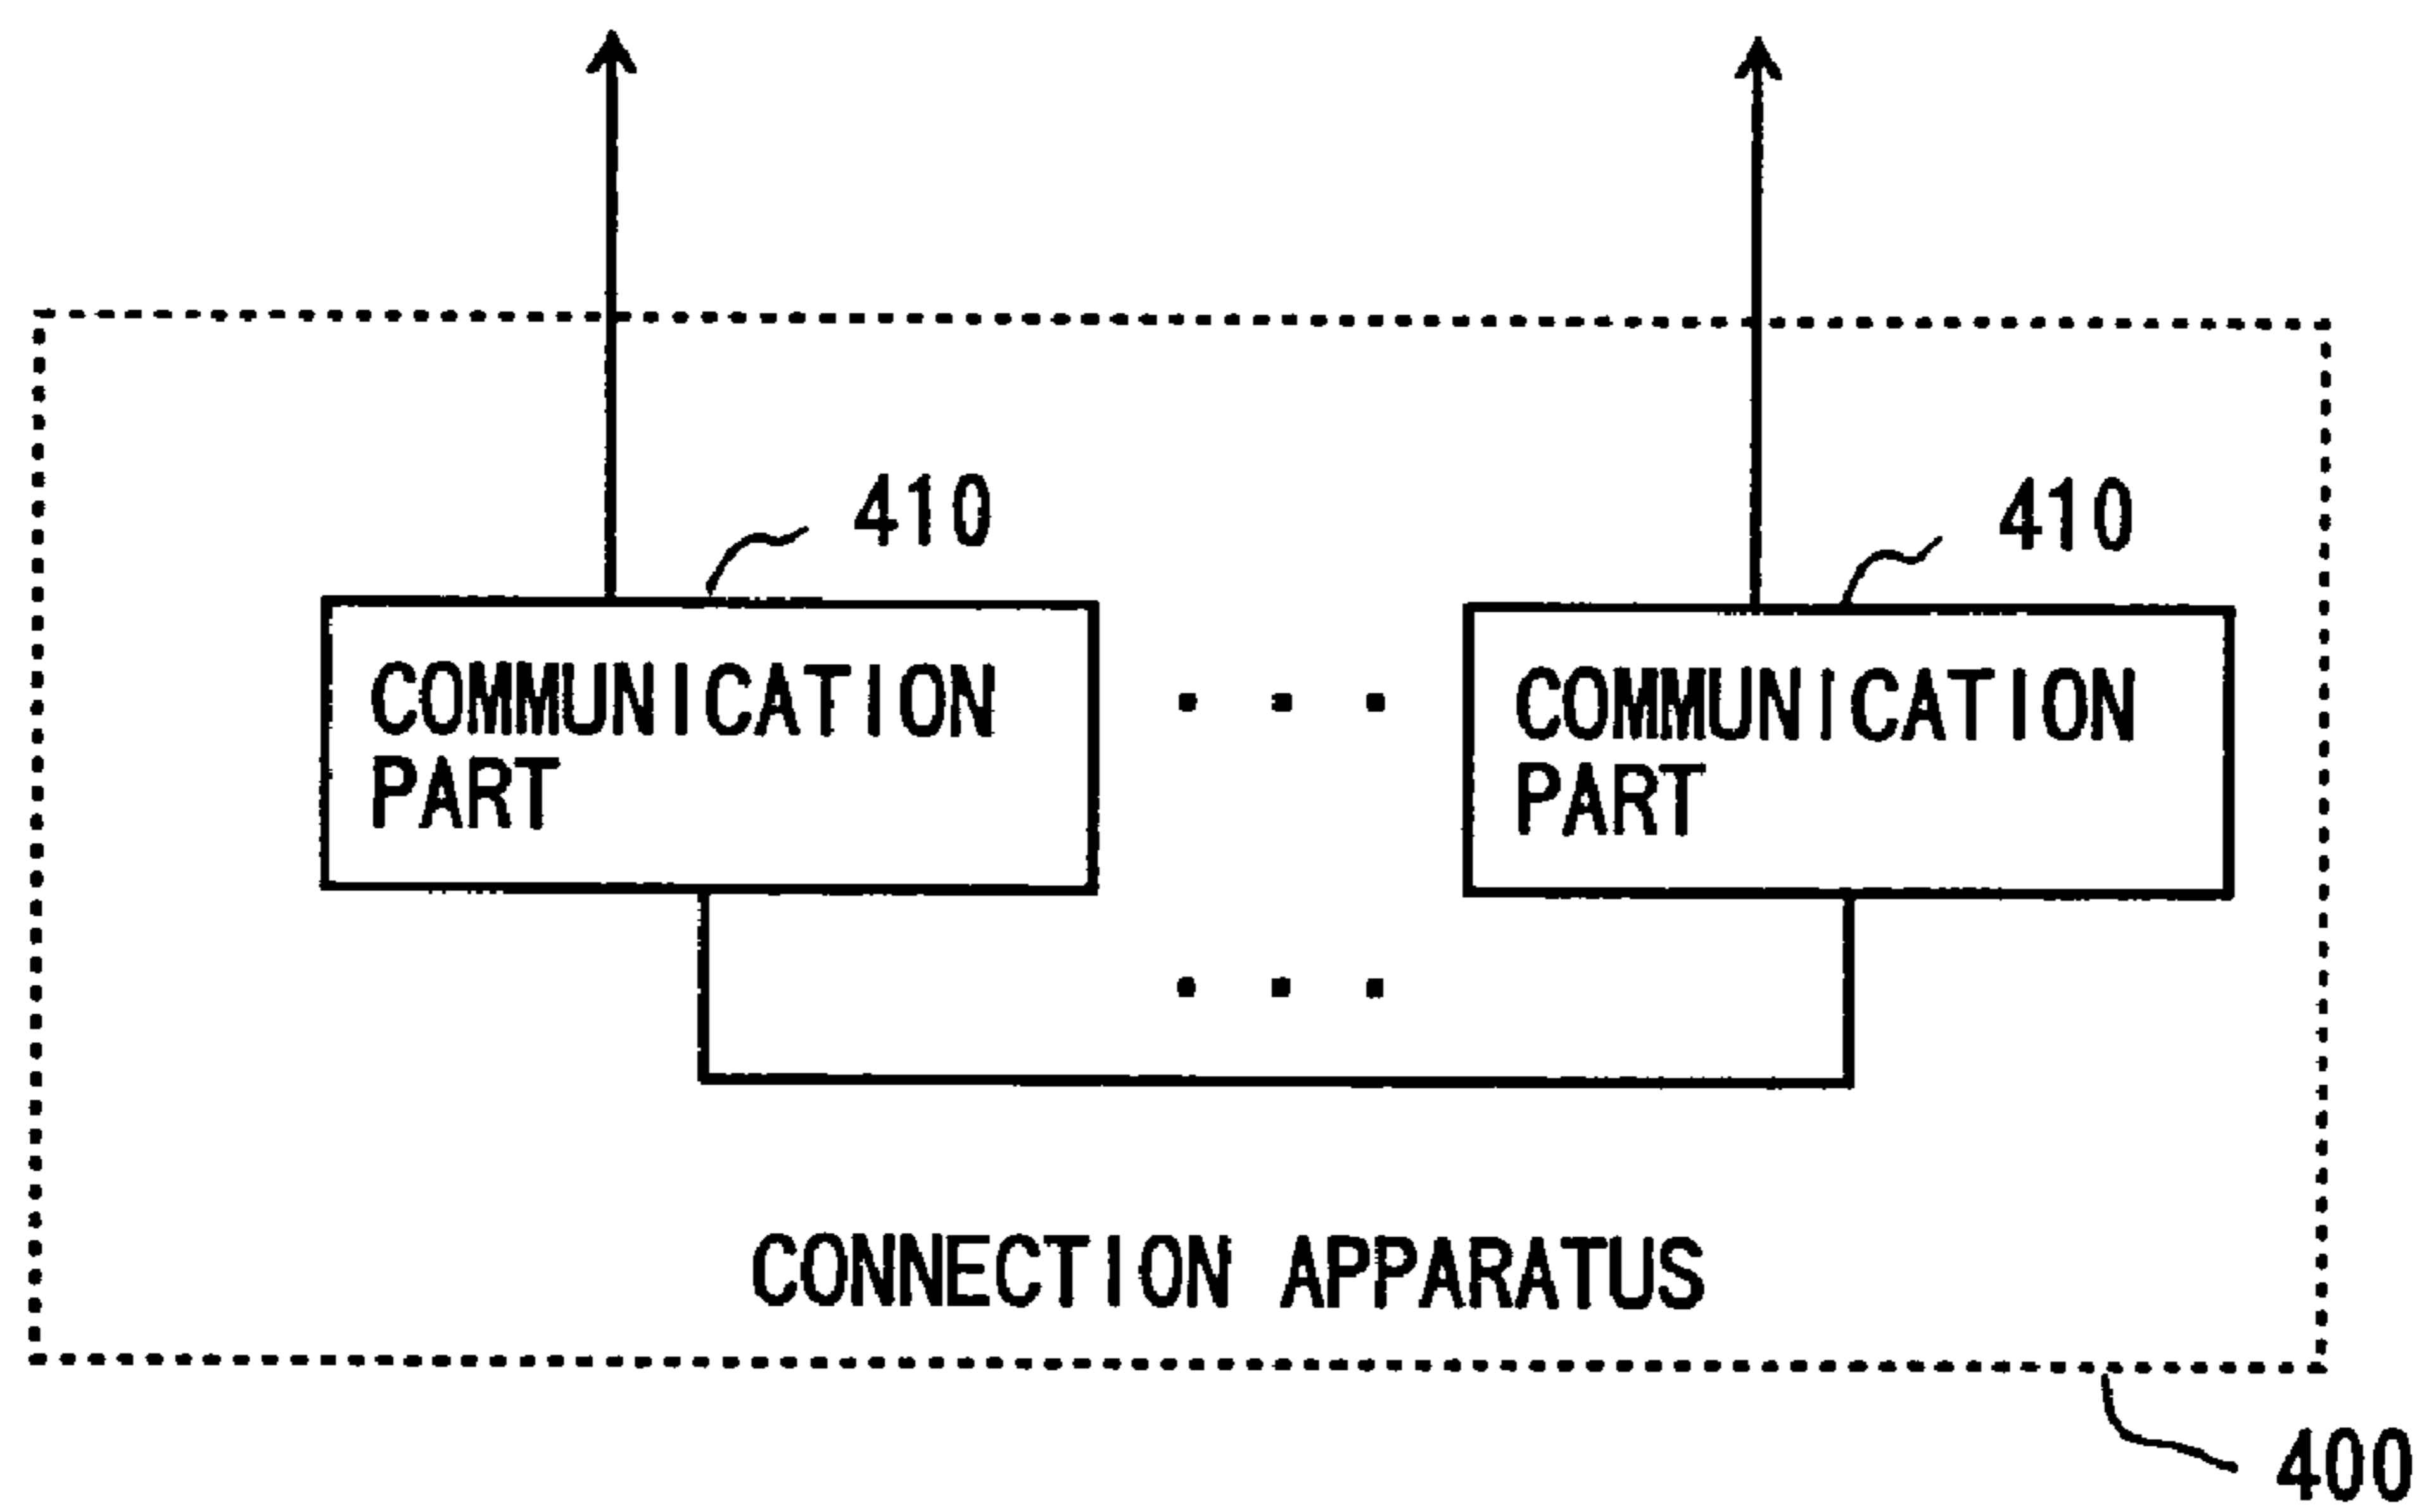 410
410
COMMUNICATION
PART
. . .
COMMUNICATION
PART
. . .
CONNECTION APPARATUS
400